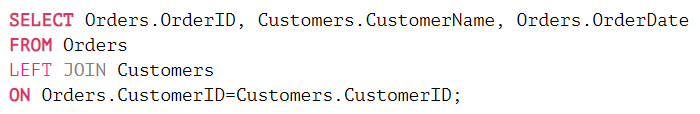 SELECT Orders.OrderID, Customers.CustomerName, Orders.OrderDate
FROM Orders
LEFT JOIN Customers
ON Orders.CustomerID=Customers.CustomerID;